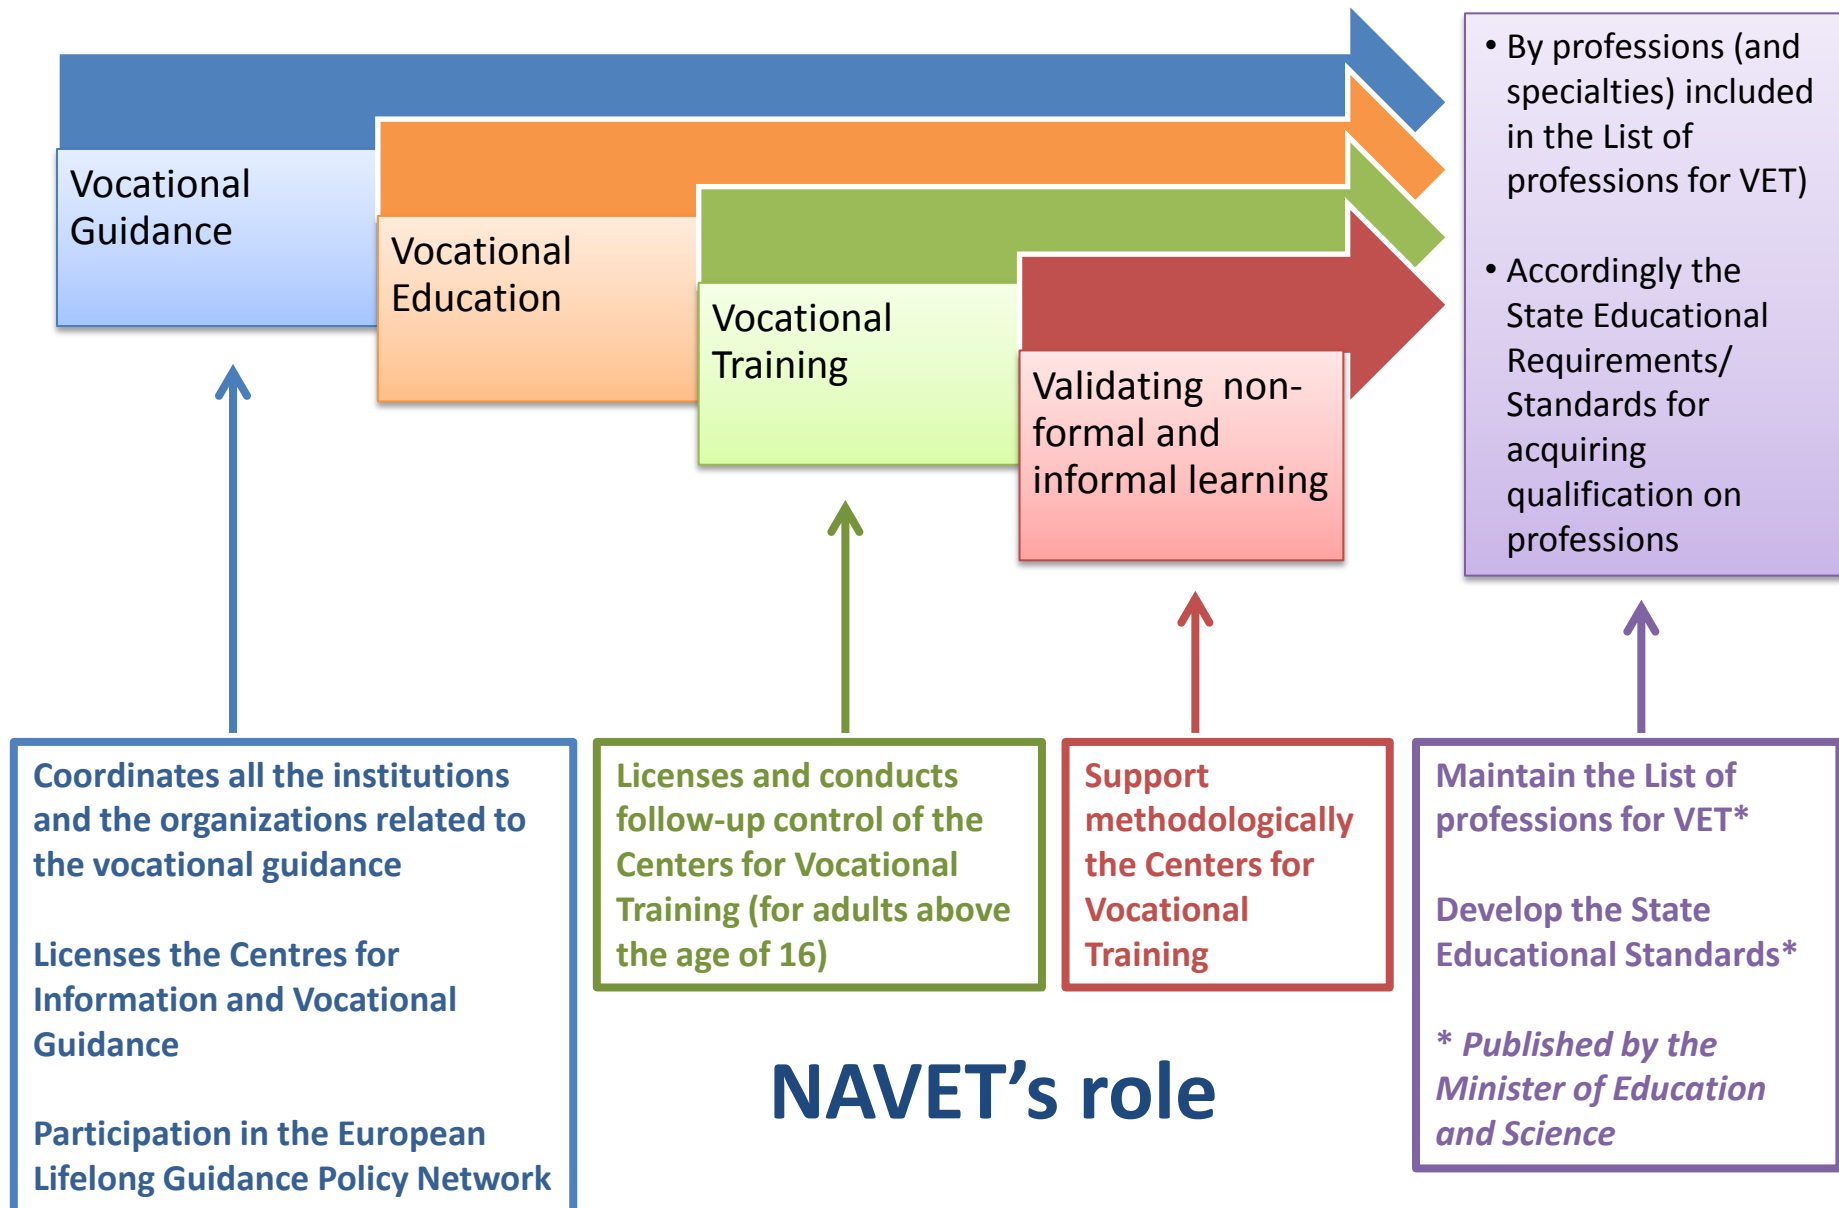 Vocational
Guidance
Vocational
Education
Vocational
Training
Validating non-
formal and
informal learning
• By professions (and
specialties) included
in the List of
professions for VET)
• Accordingly the
State Educational
Requirements/
Standards for
acquiring
qualification on
professions
Coordinates all the institutions
and the organizations related to
the vocational guidance
Licenses the Centres for
Information and Vocational
Guidance
Participation in the European
Lifelong Guidance Policy Network
Licenses and conducts
follow-up control of the
Centers for Vocational
Training (for adults above
the age of 16)
Support
methodologically
the Centers for
Vocational
Training
Maintain the List of
professions for VET*
Develop the State
Educational Standards*
* Published by the
Minister of Education
and Science
NAVET’s role